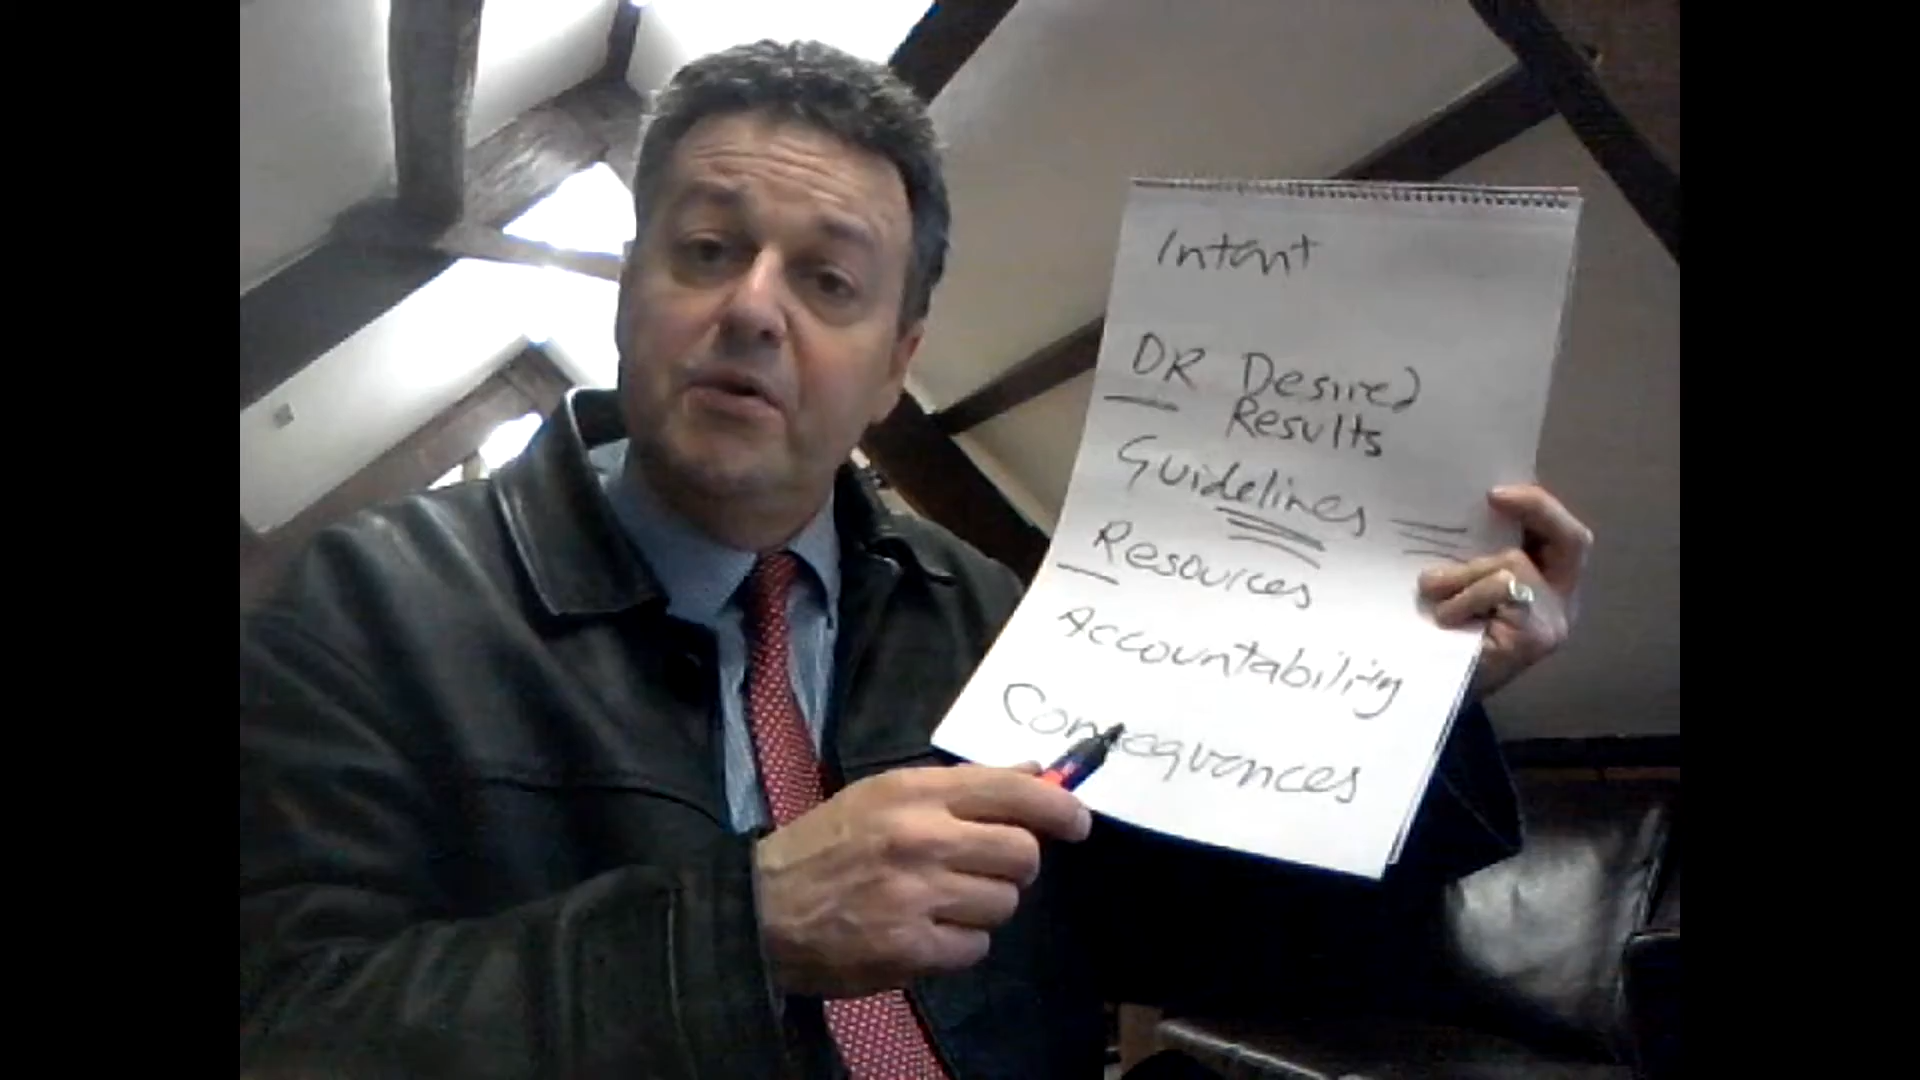 Intent
DR Desired
Results
Guidelines
Resources
Accountability
Consequences